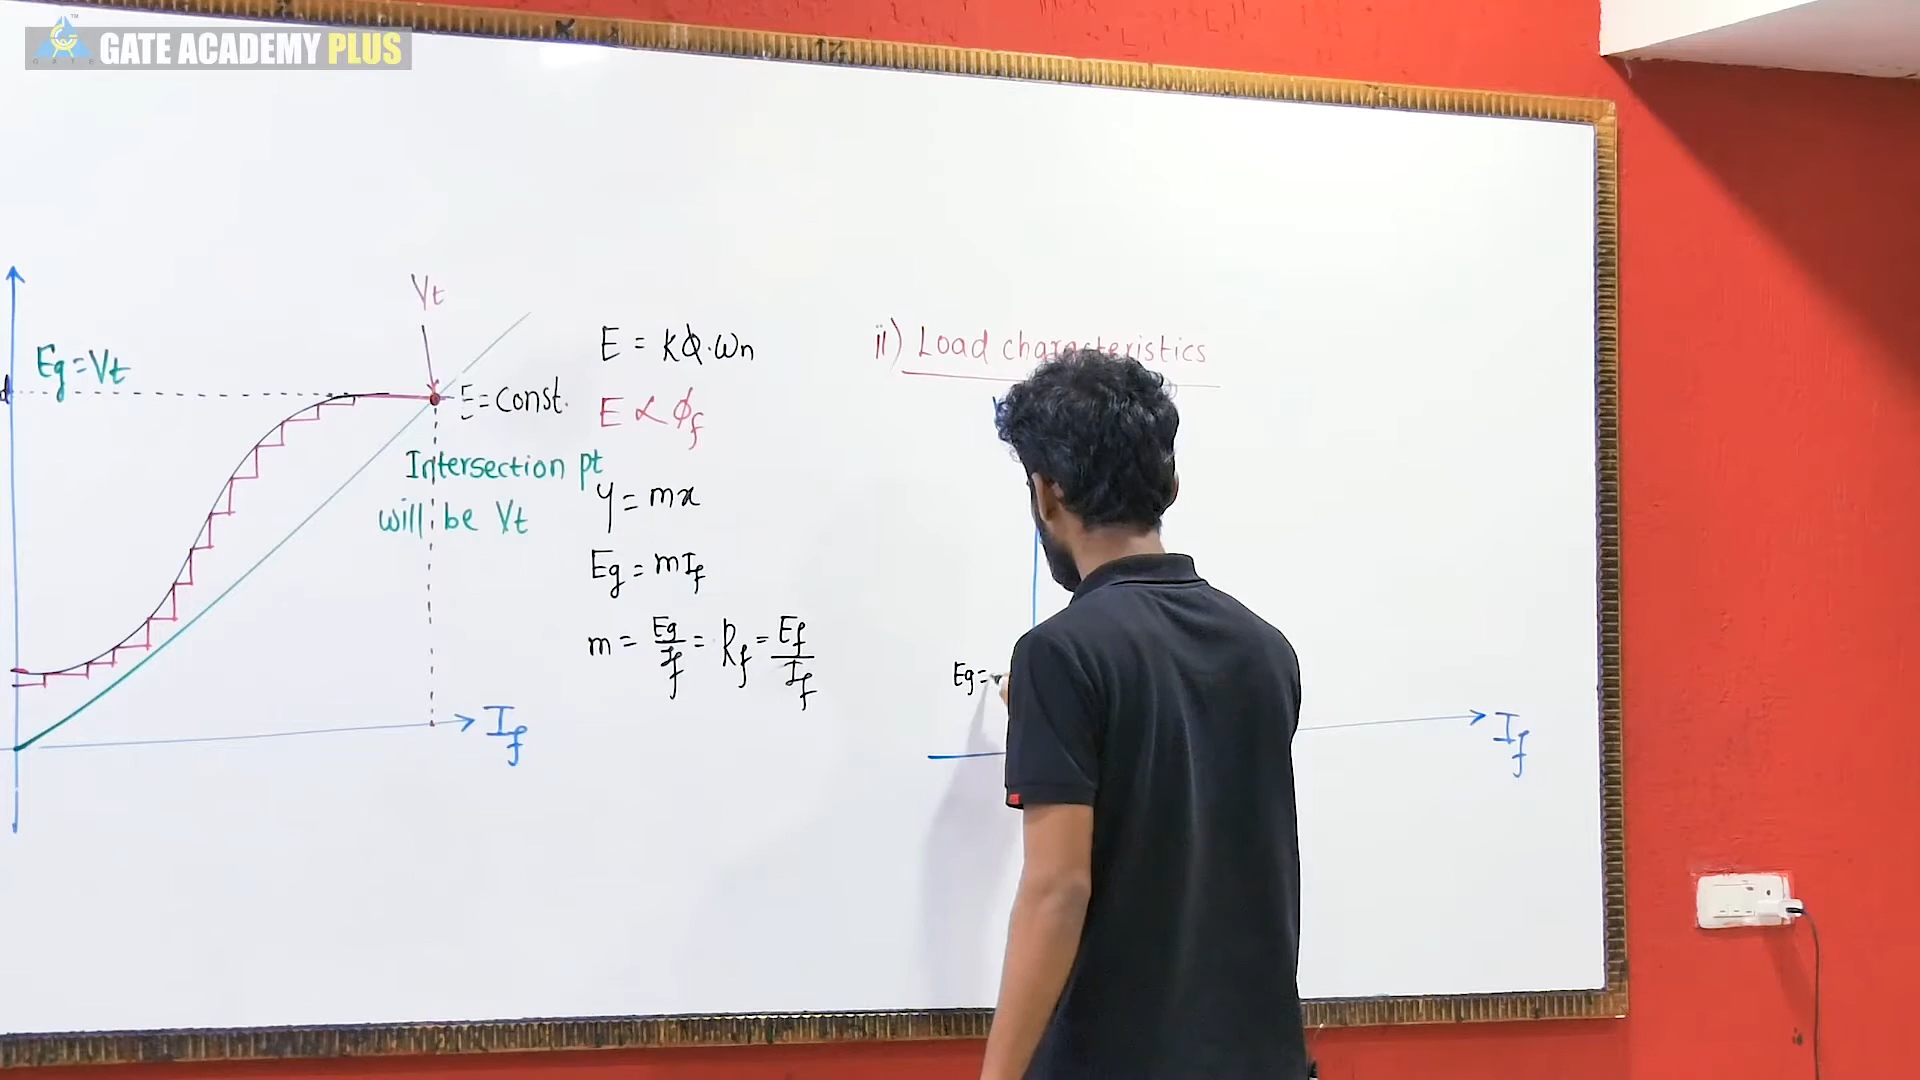 GATE ACADEMY PLUS
Vt
Eg=Vt
E=const.
Intersection pt
will be Vt
If
E = kϕ.ωn
E ∝ ϕf
y = mx
Eg = mIf
m = Eg/If = Rf = Ef/If
ii) Load characteristics
Eg=
If